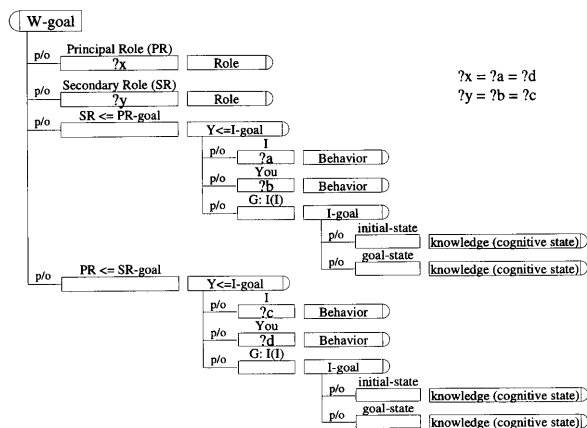 W-goal
p/o Principal Role (PR)
?x Role
p/o Secondary Role (SR)
?y Role
?x = ?a = ?d
?y = ?b = ?c
p/o SR <= PR-goal
Y<=I-goal
p/o I
?a Behavior
p/o You
?b Behavior
p/o G: I(I)
I-goal
p/o initial-state
knowledge (cognitive state)
p/o goal-state
knowledge (cognitive state)
p/o PR <= SR-goal
Y<=I-goal
p/o I
?c Behavior
p/o You
?d Behavior
p/o G: I(I)
I-goal
p/o initial-state
knowledge (cognitive state)
p/o goal-state
knowledge (cognitive state)